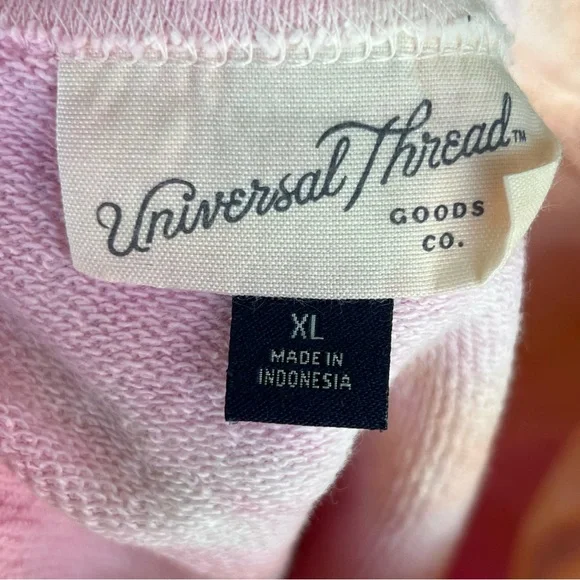 Universal Thread™
GOODS
CO.
XL
MADE IN
INDONESIA